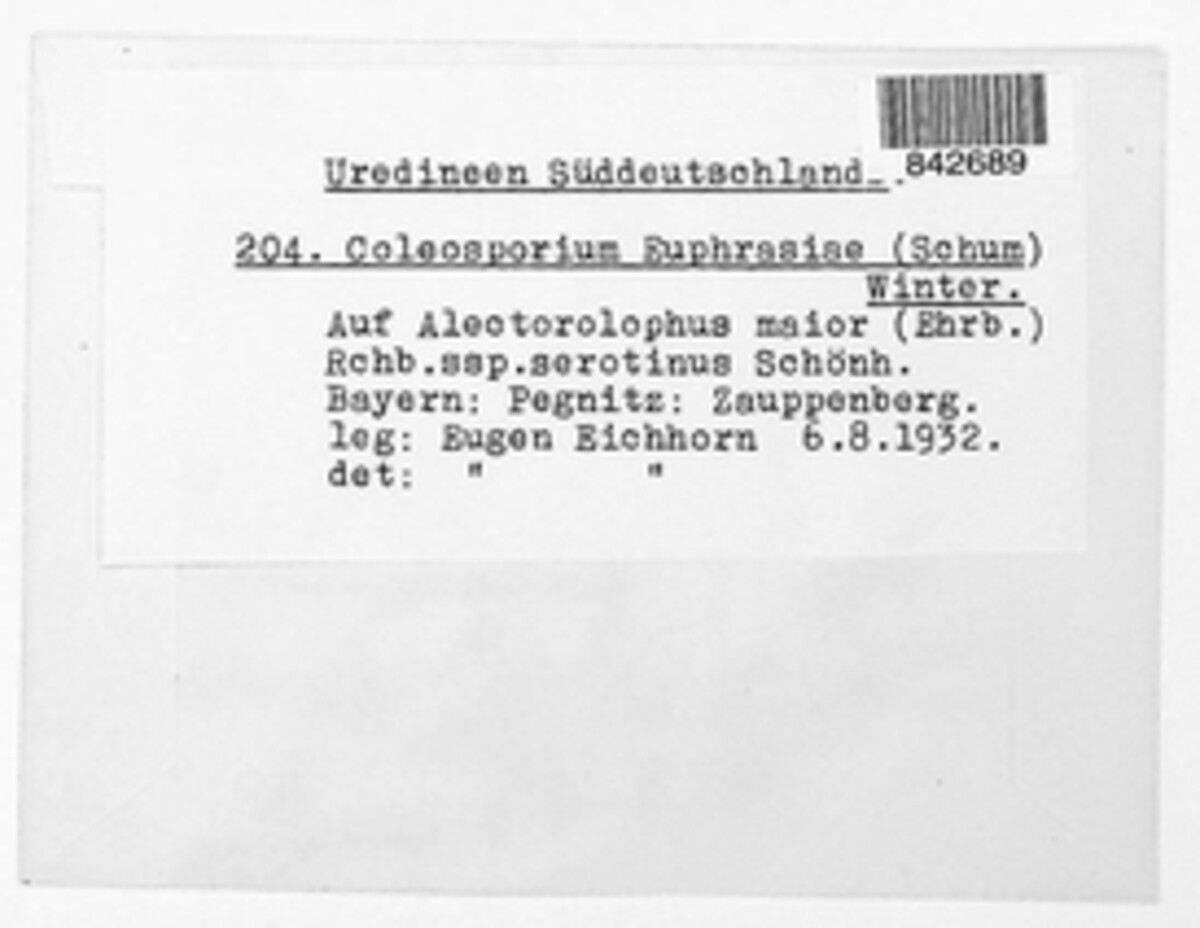 842689
Uredineen Süddeutschland_.
204. Coleosporium Euphrasiae (Schum)
Winter.
Auf Alectorolophus maior (Ehrb.)
Rchb.ssp.serotinus Schönh.
Bayern: Pegnitz: Zauppenberg.
leg: Eugen Eichhorn 6.8.1932.
det: " "